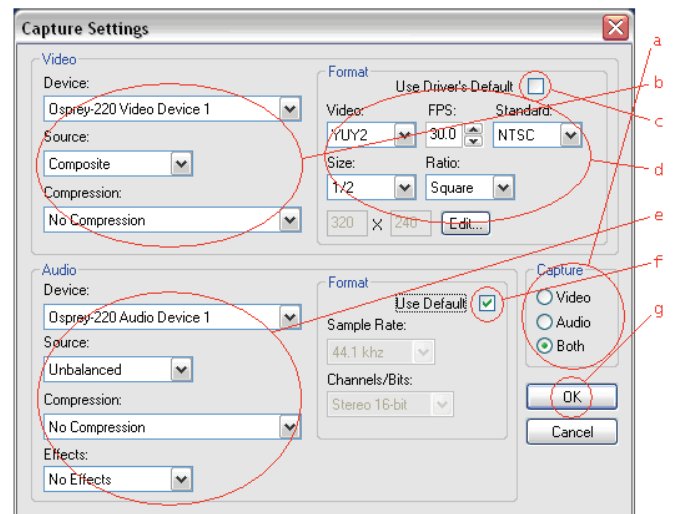 Capture Settings
Video
Device:
Osprey-220 Video Device 1
Source:
Composite
Compression:
No Compression
Format
Use Driver's Default
Video:
FPS:
Standard:
YUY2
30.0
NTSC
Size:
Ratio:
1/2
Square
320 X 240
Edit...
Audio
Device:
Osprey-220 Audio Device 1
Source:
Unbalanced
Compression:
No Compression
Effects:
No Effects
Format
Use Default
Sample Rate:
44.1 khz
Channels/Bits:
Stereo 16-bit
Capture
Video
Audio
Both
OK
Cancel
a
b
c
d
e
f
g